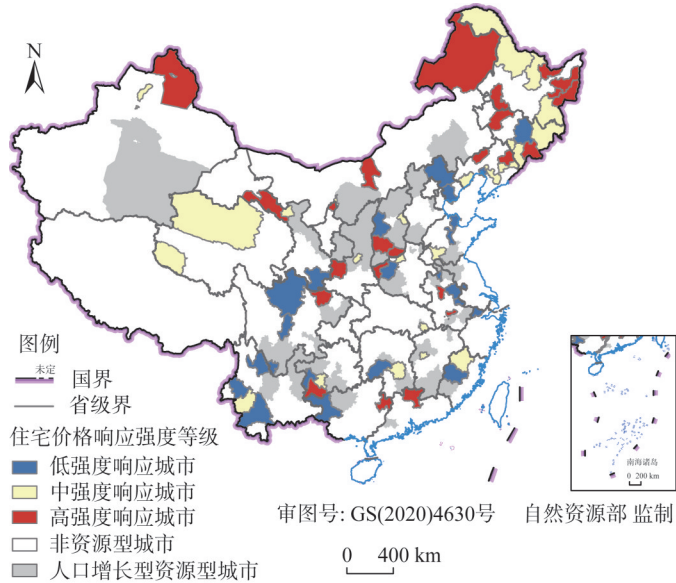 N
图例
未定
国界
省级界
住宅价格响应强度等级
低强度响应城市
中强度响应城市
高强度响应城市
非资源型城市
人口增长型资源型城市
审图号: GS(2020)4630号
自然资源部 监制
0 400 km
南海诸岛
0 200 km